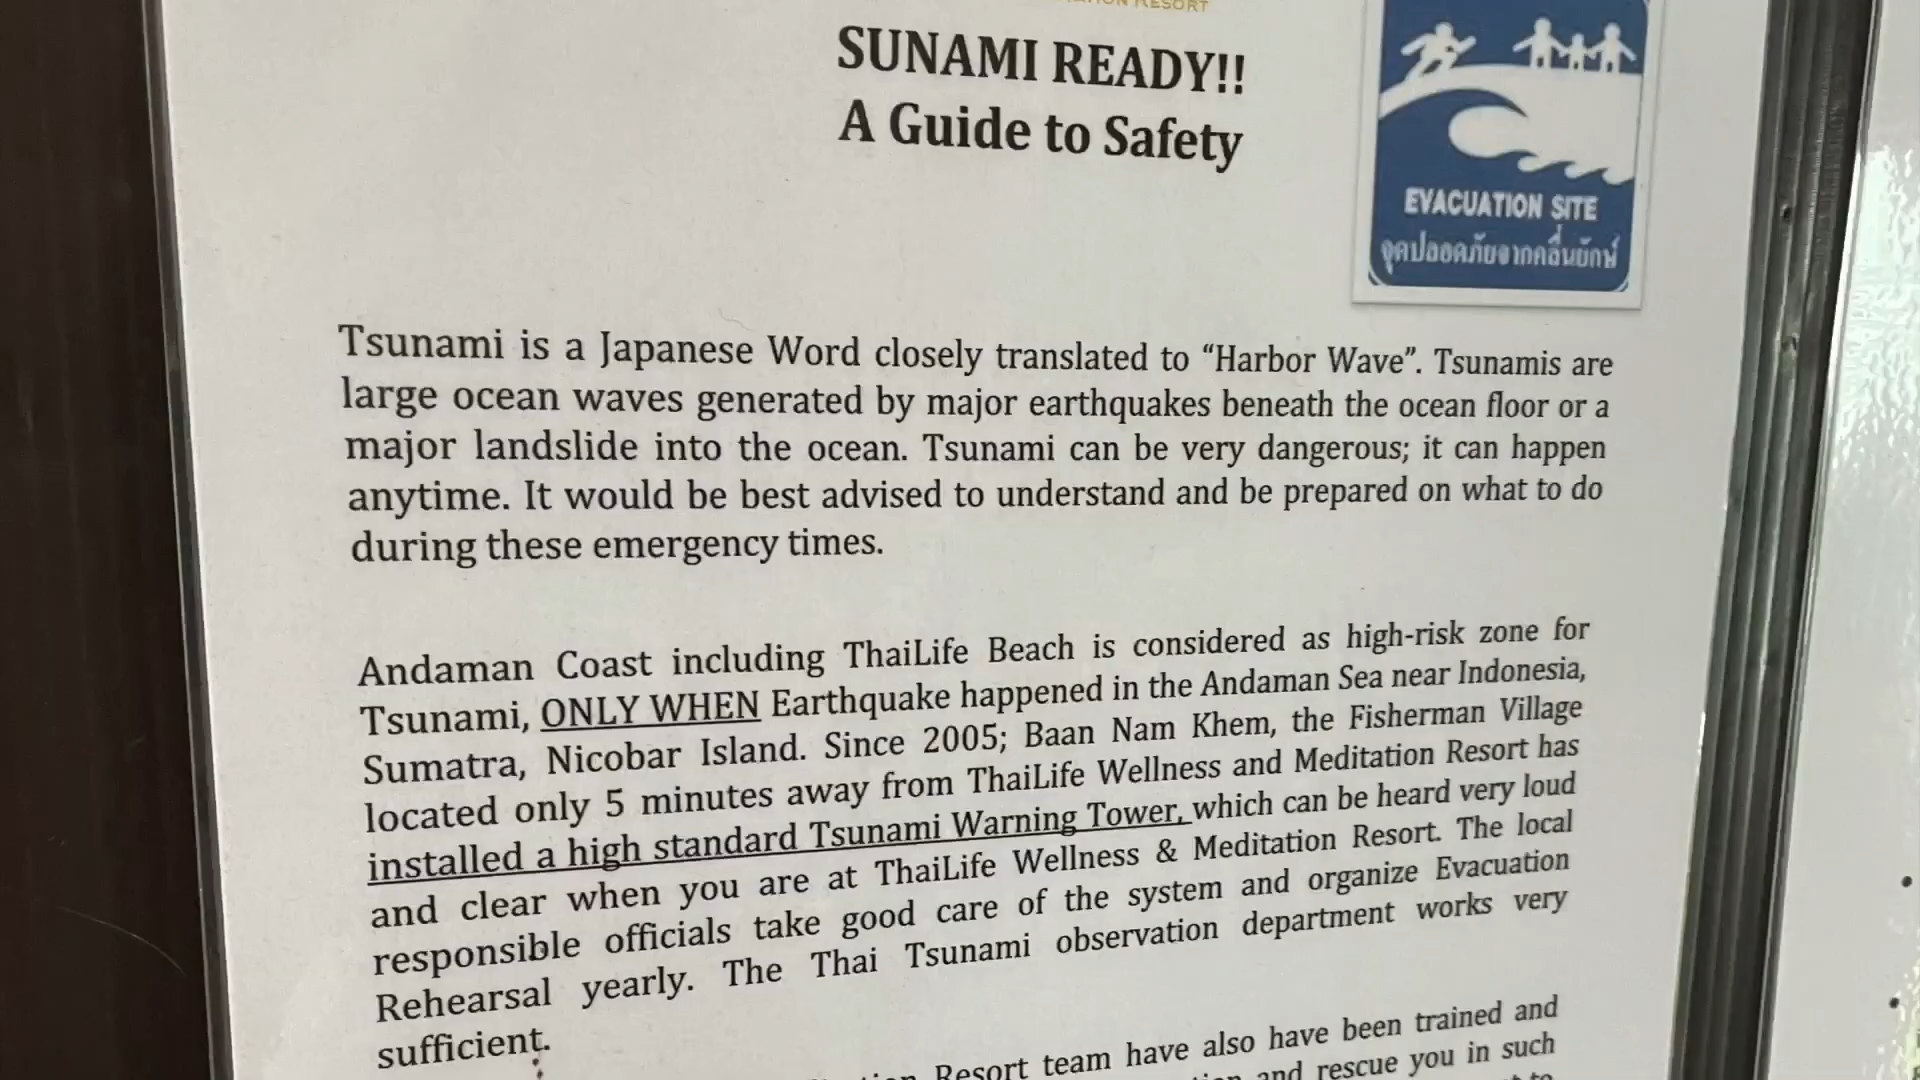 RESORT
SUNAMI READY!!
A Guide to Safety
EVACUATION SITE
จุดปลอดภัยจากคลื่นยักษ์
Tsunami is a Japanese Word closely translated to “Harbor Wave”. Tsunamis are
large ocean waves generated by major earthquakes beneath the ocean floor or a
major landslide into the ocean. Tsunami can be very dangerous; it can happen
anytime. It would be best advised to understand and be prepared on what to do
during these emergency times.
Andaman Coast including ThaiLife Beach is considered as high-risk zone for
Tsunami, ONLY WHEN Earthquake happened in the Andaman Sea near Indonesia,
Sumatra, Nicobar Island. Since 2005; Baan Nam Khem, the Fisherman Village
located only 5 minutes away from ThaiLife Wellness and Meditation Resort has
installed a high standard Tsunami Warning Tower, which can be heard very loud
and clear when you are at ThaiLife Wellness & Meditation Resort. The local
responsible officials take good care of the system and organize Evacuation
Rehearsal yearly. The Thai Tsunami observation department works very
sufficient.
Resort team have also have been trained and
and rescue you in such
to